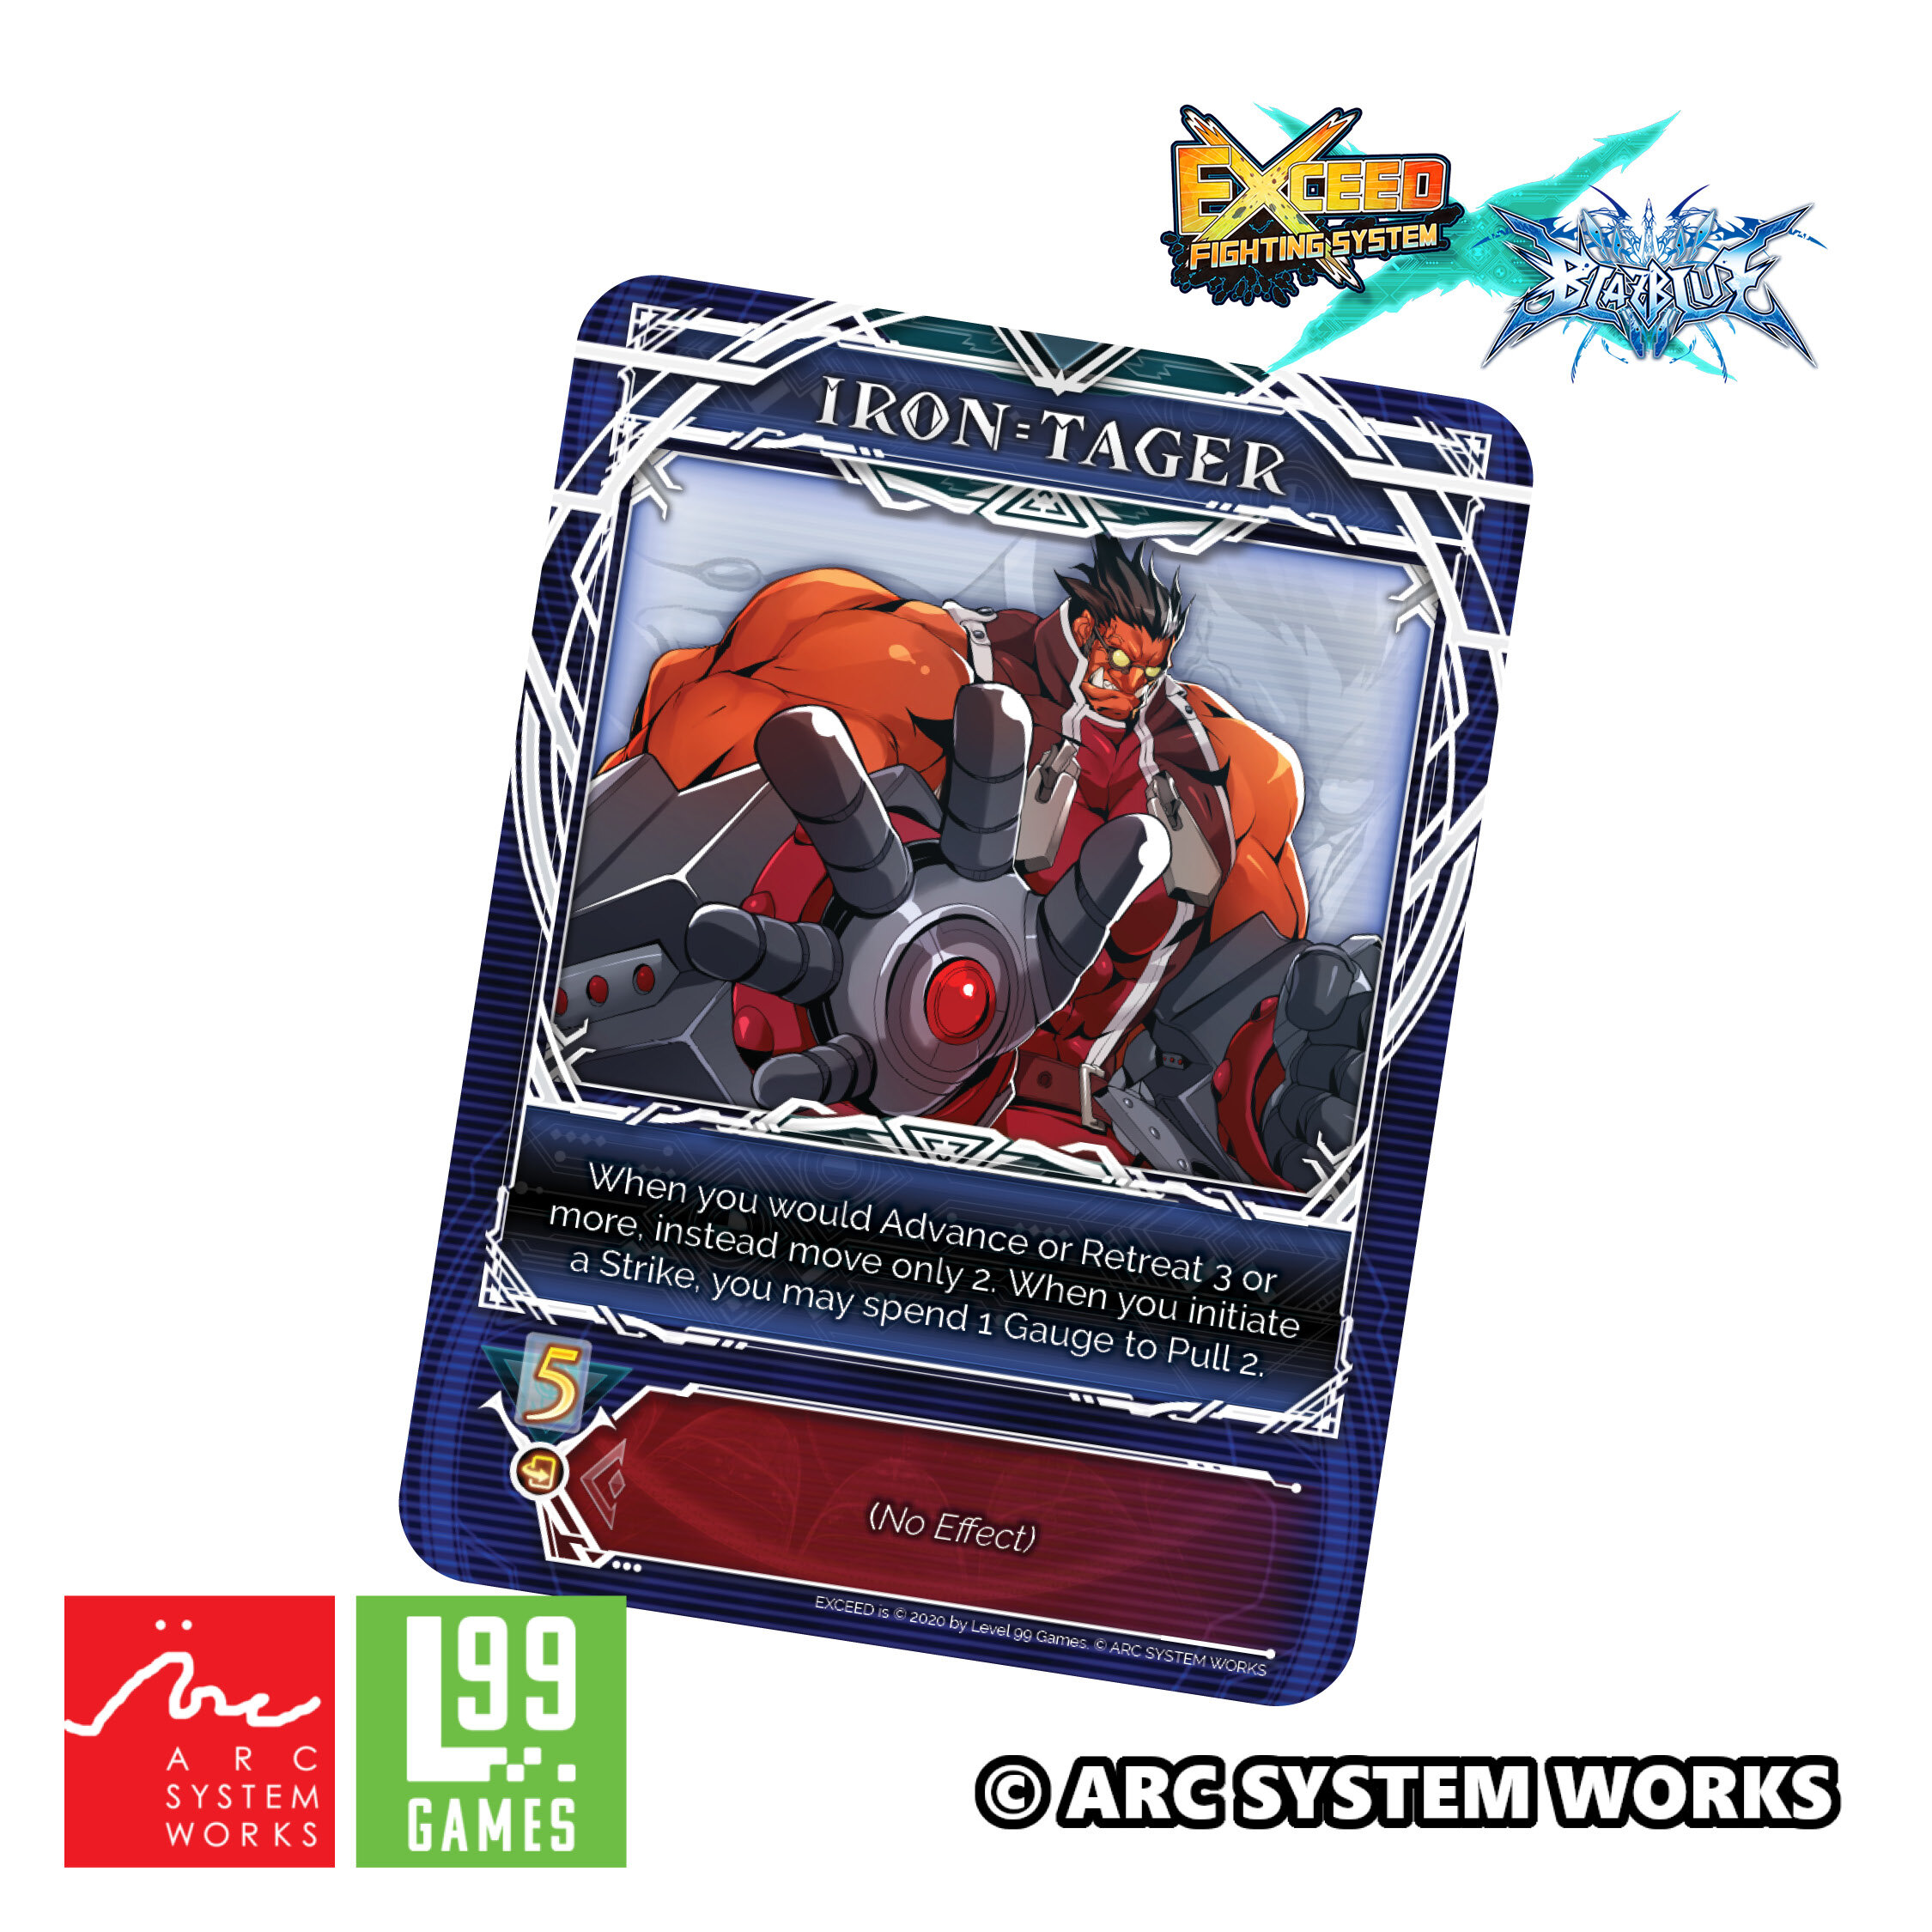 EXCEED
FIGHTING SYSTEM
BLAZBLUE
IRON=TAGER
When you would Advance or Retreat 3 or
more, instead move only 2. When you initiate
a Strike, you may spend 1 Gauge to Pull 2.
5
(No Effect)
EXCEED is © 2020 by Level 99 Games. © ARC SYSTEM WORKS
Arc
ARC
SYSTEM
WORKS
L99
GAMES
© ARC SYSTEM WORKS